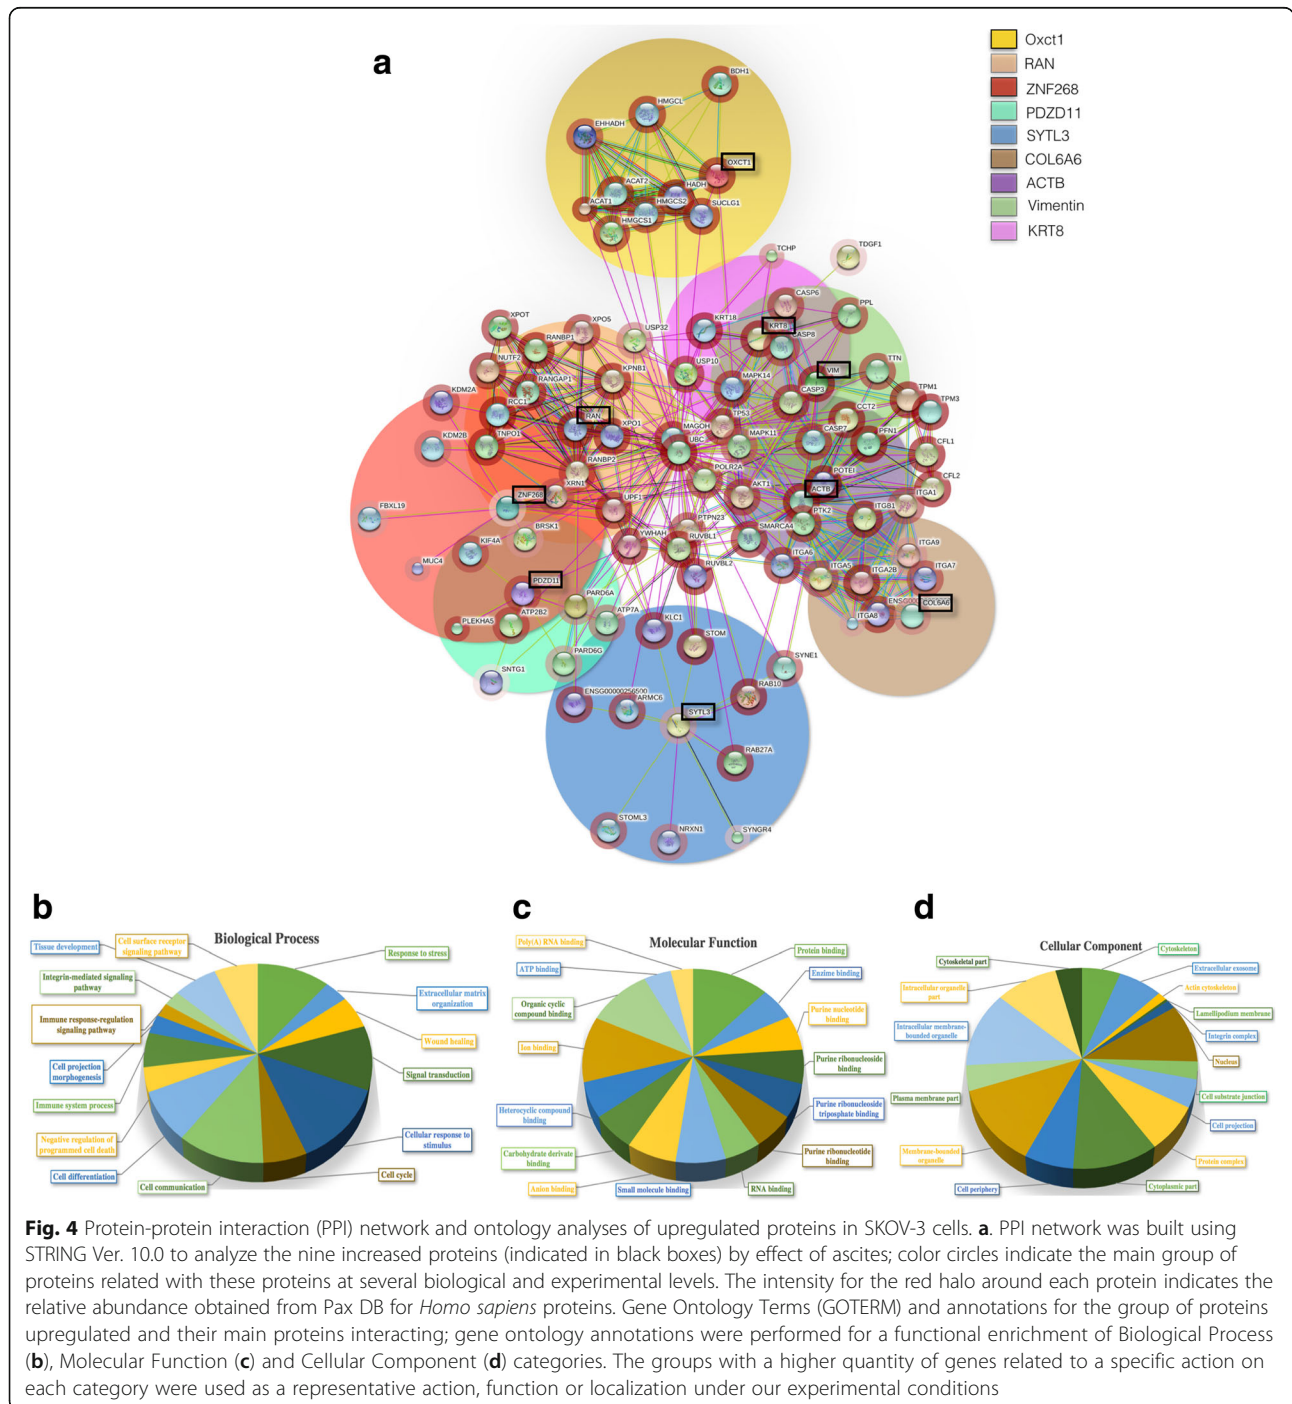 a
Oxct1
RAN
ZNF268
PDZD11
SYTL3
COL6A6
ACTB
Vimentin
KRT8
BDH1
HMGCL
EHHADH
OXCT1
ACAT2
HADH
ACAT1
HMGCS2
SUCLG1
HMGCS1
TCHP
TDGF1
CASP6
PPL
XPOT
XPO5
USP32
KRT18
KRT8
CASP8
RANBP1
NUTF2
KPNB1
USP10
MAPK14
VIM
TTN
KDM2A
RANGAP1
CASP3
TPM1
TPM3
RCC1
RAN
XPO1
MAGOH
TP53
CCT2
KDM2B
TNPO1
UBC
MAPK11
CASP7
PFN1
CFL1
RANBP2
POLR2A
POTEI
CFL2
ZNF268
XRN1
UPF1
AKT1
ACTB
ITGA1
FBXL19
BRSK1
PTPN23
PTK2
ITGB1
YWHAH
RUVBL1
SMARCA4
KIF4A
RUVBL2
ITGA6
ITGA5
ITGA2B
ITGA9
ITGA7
MUC4
PDZD11
PARD6A
ATP7A
ENSG00
COL6A6
PLEKHA5
ATP2B2
KLC1
STOM
ITGA8
SNTG1
PARD6G
SYNE1
ENSG00000256500
ARMC6
SYTL3
RAB10
RAB27A
STOML3
NRXN1
SYNGR4
b
Biological Process
Tissue development
Cell surface receptor
signaling pathway
Response to stress
Integrin-mediated signaling
pathway
Extracellular matrix
organization
Immune response-regulation
signaling pathway
Wound healing
Cell projection
morphogenesis
Signal transduction
Immune system process
Negative regulation of
programmed cell death
Cellular response to
stimulus
Cell differentiation
Cell communication
Cell cycle
c
Molecular Function
Poly(A) RNA binding
Protein binding
ATP binding
Enzyme binding
Organic cyclic
compound binding
Purine nucleotide
binding
Ion binding
Purine ribonucleoside
binding
Heterocyclic compound
binding
Purine ribonucleoside
triposphate binding
Carbohydrate derivate
binding
Purine ribonucleotide
binding
Anion binding
Small molecule binding
RNA binding
d
Cellular Component
Cytoskeletal part
Cytoskeleton
Intracellular organelle
part
Extracellular exosome
Actin cytoskeleton
Intracellular membrane-
bounded organelle
Lamellipodium membrane
Integrin complex
Nucleus
Plasma membrane part
Cell substrate junction
Cell projection
Membrane-bounded
organelle
Protein complex
Cell periphery
Cytoplasmic part
Fig. 4 Protein-protein interaction (PPI) network and ontology analyses of upregulated proteins in SKOV-3 cells. a. PPI network was built using
STRING Ver. 10.0 to analyze the nine increased proteins (indicated in black boxes) by effect of ascites; color circles indicate the main group of
proteins related with these proteins at several biological and experimental levels. The intensity for the red halo around each protein indicates the
relative abundance obtained from Pax DB for Homo sapiens proteins. Gene Ontology Terms (GOTERM) and annotations for the group of proteins
upregulated and their main proteins interacting; gene ontology annotations were performed for a functional enrichment of Biological Process
(b), Molecular Function (c) and Cellular Component (d) categories. The groups with a higher quantity of genes related to a specific action on
each category were used as a representative action, function or localization under our experimental conditions